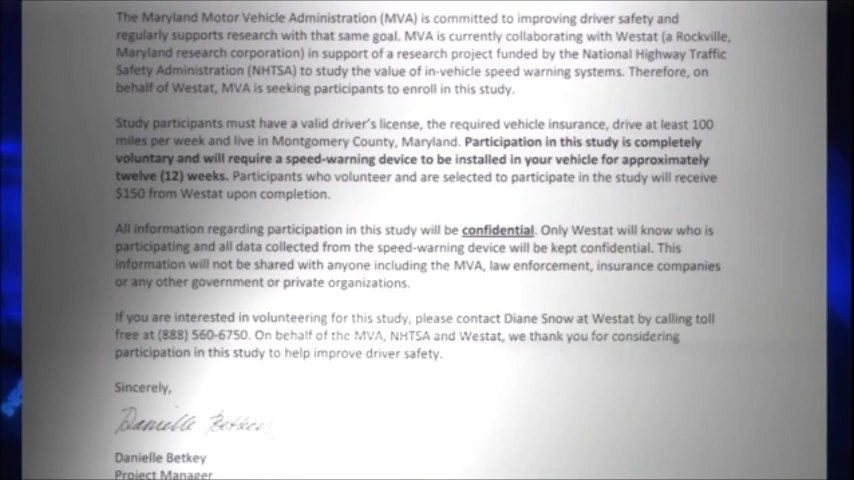 The Maryland Motor Vehicle Administration (MVA) is committed to improving driver safety and
regularly supports research with that same goal. MVA is currently collaborating with Westat (a Rockville,
Maryland research corporation) in support of a research project funded by the National Highway Traffic
Safety Administration (NHTSA) to study the value of in-vehicle speed warning systems. Therefore, on
behalf of Westat, MVA is seeking participants to enroll in this study.
Study participants must have a valid driver's license, the required vehicle insurance, drive at least 100
miles per week and live in Montgomery County, Maryland. Participation in this study is completely
voluntary and will require a speed-warning device to be installed in your vehicle for approximately
twelve (12) weeks. Participants who volunteer and are selected to participate in the study will receive
$150 from Westat upon completion.
All information regarding participation in this study will be confidential. Only Westat will know who is
participating and all data collected from the speed-warning device will be kept confidential. This
information will not be shared with anyone including the MVA, law enforcement, insurance companies
or any other government or private organizations.
If you are interested in volunteering for this study, please contact Diane Snow at Westat by calling toll
free at (888) 560-6750. On behalf of the MVA, NHTSA and Westat, we thank you for considering
participation in this study to help improve driver safety.
Sincerely,
Danielle Betkey
Danielle Betkey
Project Manager